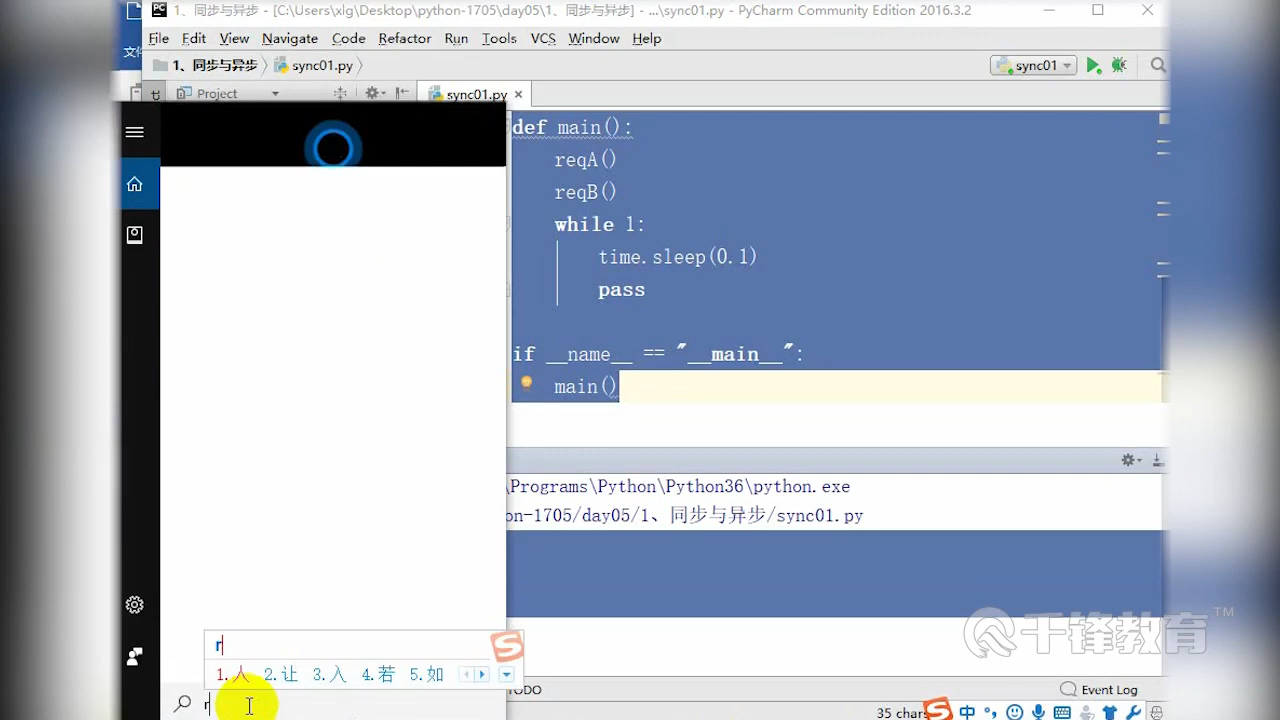 1、同步与异步 - [C:\Users\xlg\Desktop\python-1705\day05\1、同步与异步] - ...\sync01.py - PyCharm Community Edition 2016.3.2
File Edit View Navigate Code Refactor Run Tools VCS Window Help
文件
1、同步与异步 sync01.py sync01
Project sync01.py
def main():
reqA()
reqB()
while 1:
time.sleep(0.1)
pass
if __name__ == "__main__":
main()
\Programs\Python\Python36\python.exe
on-1705/day05/1、同步与异步/sync01.py
千锋教育™
r
1.人 2.让 3.入 4.若 5.如
r
TODO Event Log
35 chars 中